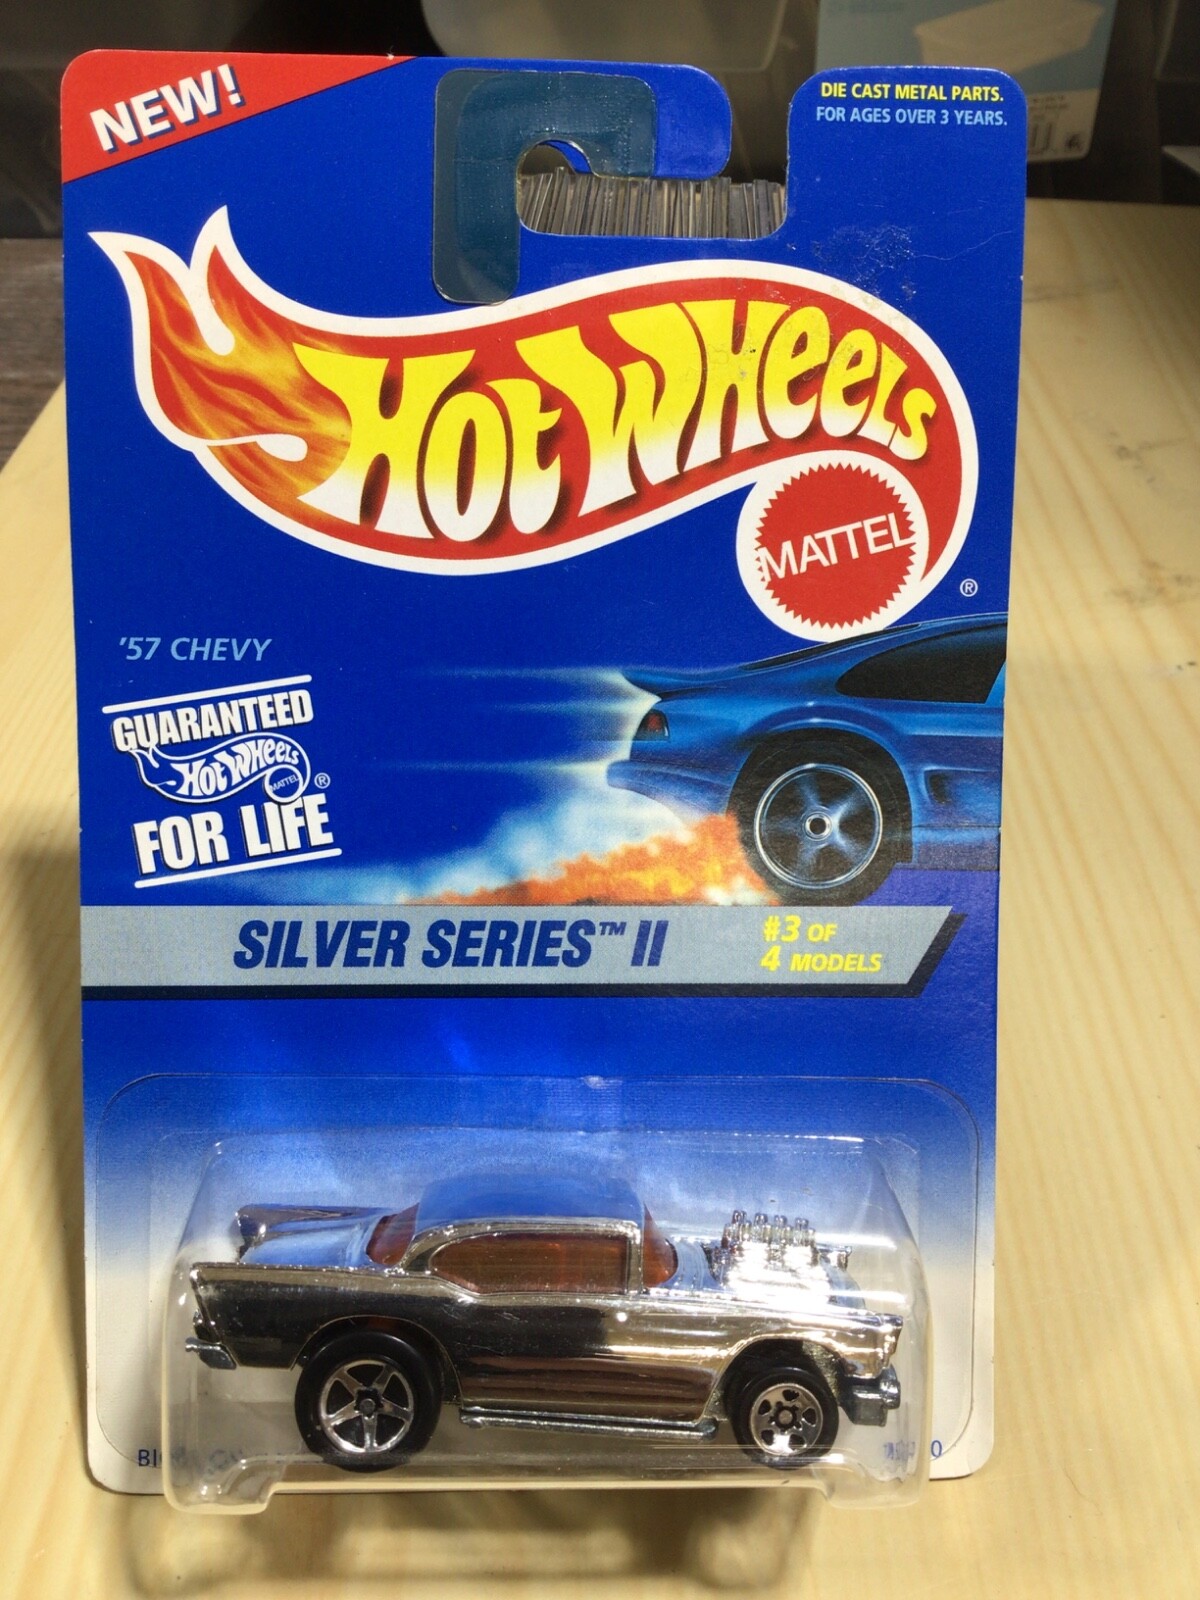 NEW!
DIE CAST METAL PARTS.
FOR AGES OVER 3 YEARS.
HOT WHEELS
MATTEL
®
'57 CHEVY
GUARANTEED
HOT WHEELS
MATTEL
®
FOR LIFE
SILVER SERIES™ II
#3 OF
4 MODELS